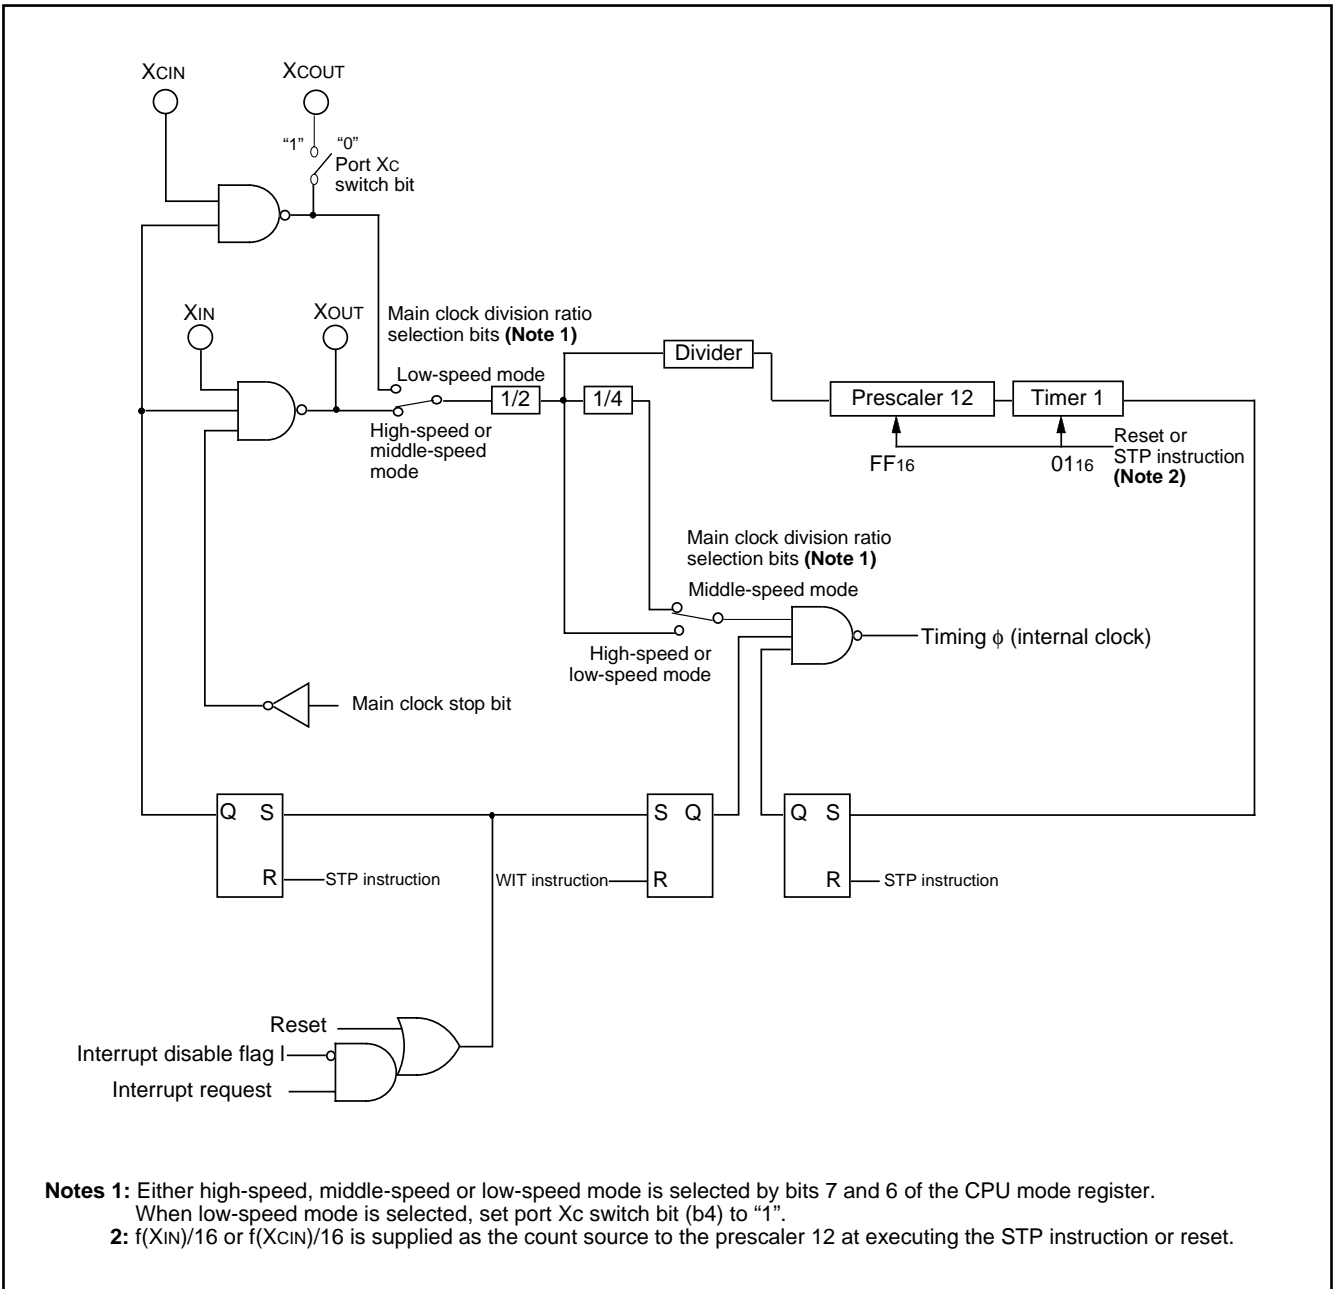 XCIN
XCOUT
“1” “0”
Port XC
switch bit
XIN
XOUT
Main clock division ratio
selection bits (Note 1)
Low-speed mode
1/2
1/4
High-speed or
middle-speed
mode
Divider
Prescaler 12
Timer 1
FF16
0116
Reset or
STP instruction
(Note 2)
Main clock division ratio
selection bits (Note 1)
Middle-speed mode
High-speed or
low-speed mode
Timing ϕ (internal clock)
Main clock stop bit
Q S
R
STP instruction
S Q
WIT instruction
R
Q S
R
STP instruction
Reset
Interrupt disable flag I
Interrupt request
Notes 1: Either high-speed, middle-speed or low-speed mode is selected by bits 7 and 6 of the CPU mode register.
When low-speed mode is selected, set port Xc switch bit (b4) to “1”.
2: f(XIN)/16 or f(XCIN)/16 is supplied as the count source to the prescaler 12 at executing the STP instruction or reset.